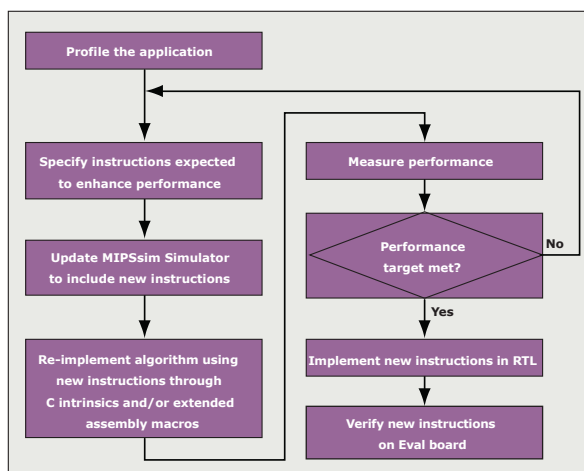 Profile the application
Specify instructions expected
to enhance performance
Update MIPSsim Simulator
to include new instructions
Re-implement algorithm using
new instructions through
C intrinsics and/or extended
assembly macros
Measure performance
Performance
target met?
No
Yes
Implement new instructions in RTL
Verify new instructions
on Eval board